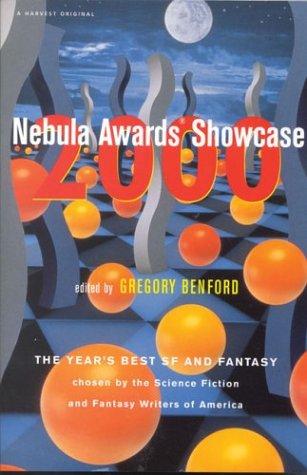 A HARVEST ORIGINAL
Nebula Awards Showcase
2000
edited by GREGORY BENFORD
THE YEAR'S BEST SF AND FANTASY
chosen by the Science Fiction
and Fantasy Writers of America